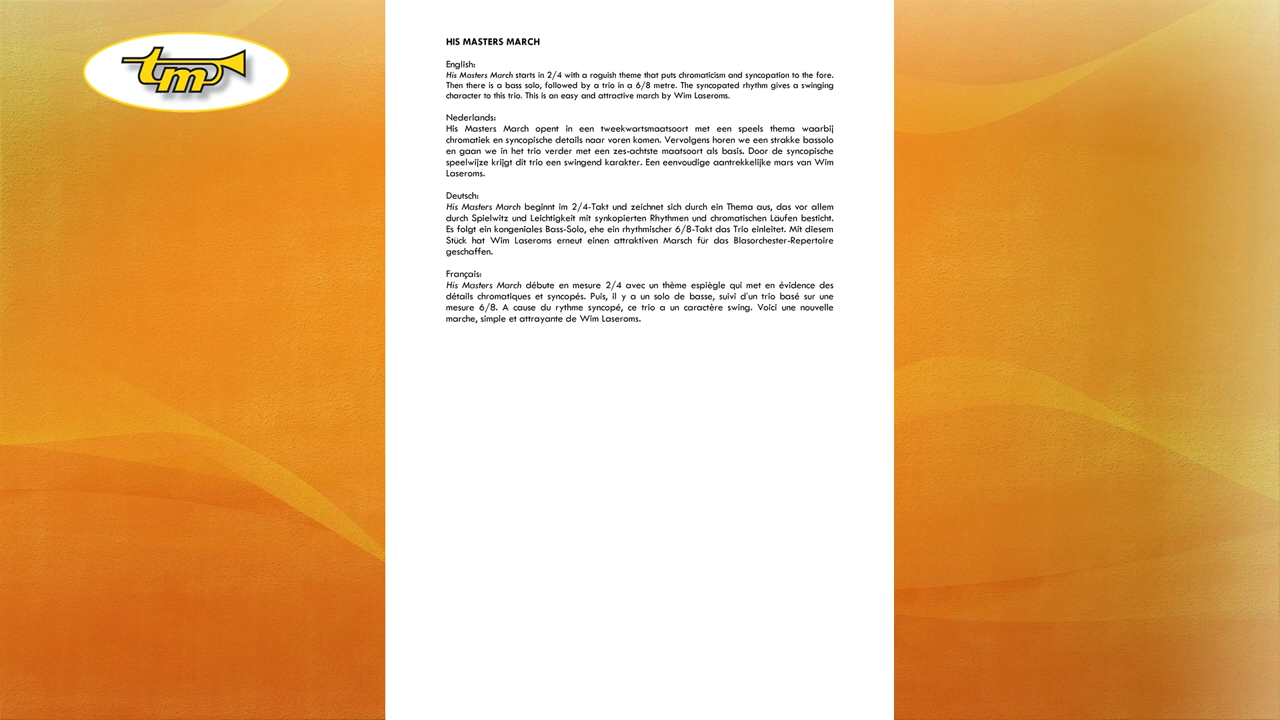 tm
HIS MASTERS MARCH
English:
His Masters March starts in 2/4 with a roguish theme that puts chromaticism and syncopation to the fore.
Then there is a bass solo, followed by a trio in a 6/8 metre. The syncopated rhythm gives a swinging
character to this trio. This is an easy and attractive march by Wim Laseroms.
Nederlands:
His Masters March opent in een tweekwartsmaatsoort met een speels thema waarbij
chromatiek en syncopische details naar voren komen. Vervolgens horen we een strakke bassolo
en gaan we in het trio verder met een zes-achtste maatsoort als basis. Door de syncopische
speelwijze krijgt dit trio een swingend karakter. Een eenvoudige aantrekkelijke mars van Wim
Laseroms.
Deutsch:
His Masters March beginnt im 2/4-Takt und zeichnet sich durch ein Thema aus, das vor allem
durch Spielwitz und Leichtigkeit mit synkopierten Rhythmen und chromatischen Läufen besticht.
Es folgt ein kongeniales Bass-Solo, ehe ein rhythmischer 6/8-Takt das Trio einleitet. Mit diesem
Stück hat Wim Laseroms erneut einen attraktiven Marsch für das Blasorchester-Repertoire
geschaffen.
Français:
His Masters March débute en mesure 2/4 avec un thème espiègle qui met en évidence des
détails chromatiques et syncopés. Puis, il y a un solo de basse, suivi d'un trio basé sur une
mesure 6/8. A cause du rythme syncopé, ce trio a un caractère swing. Voici une nouvelle
marche, simple et attrayante de Wim Laseroms.